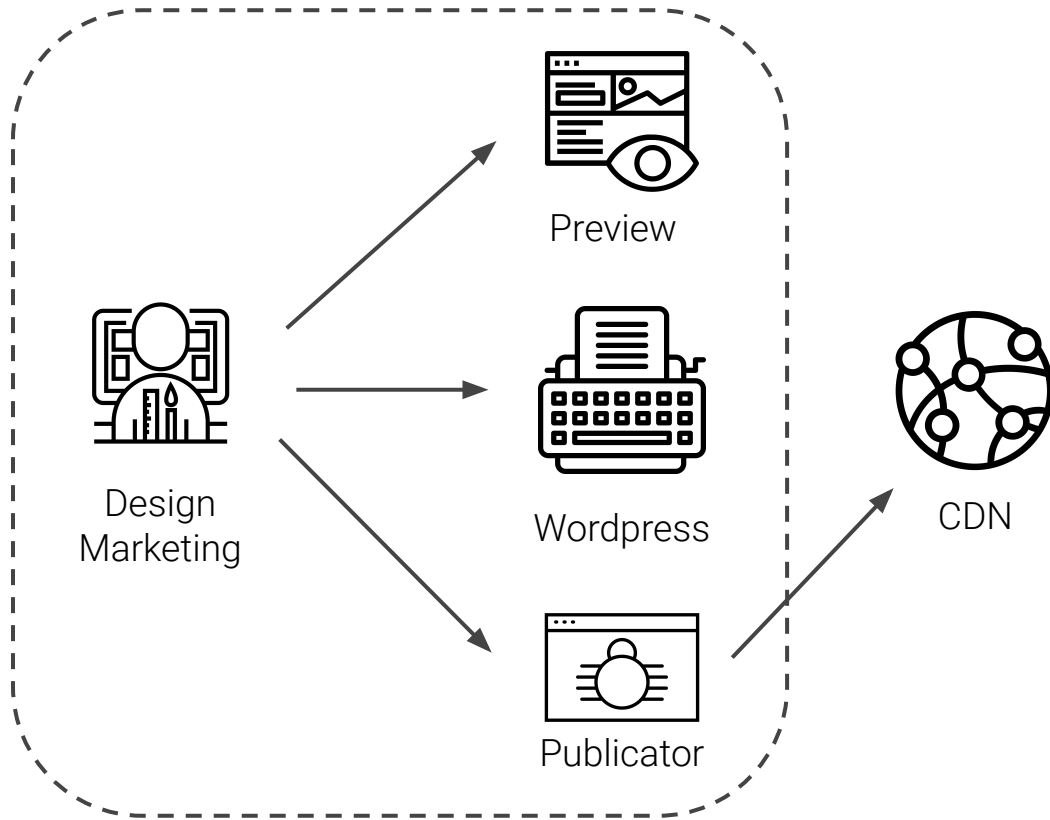 Preview
Design
Marketing
Wordpress
CDN
Publicator